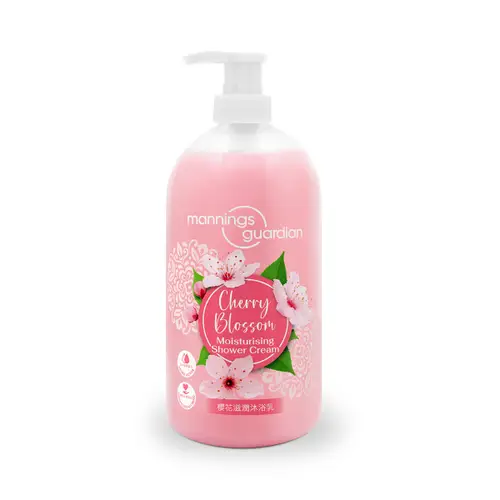 mannings
guardian
Cherry
Blossom
Moisturising
Shower Cream
櫻花滋潤沐浴乳